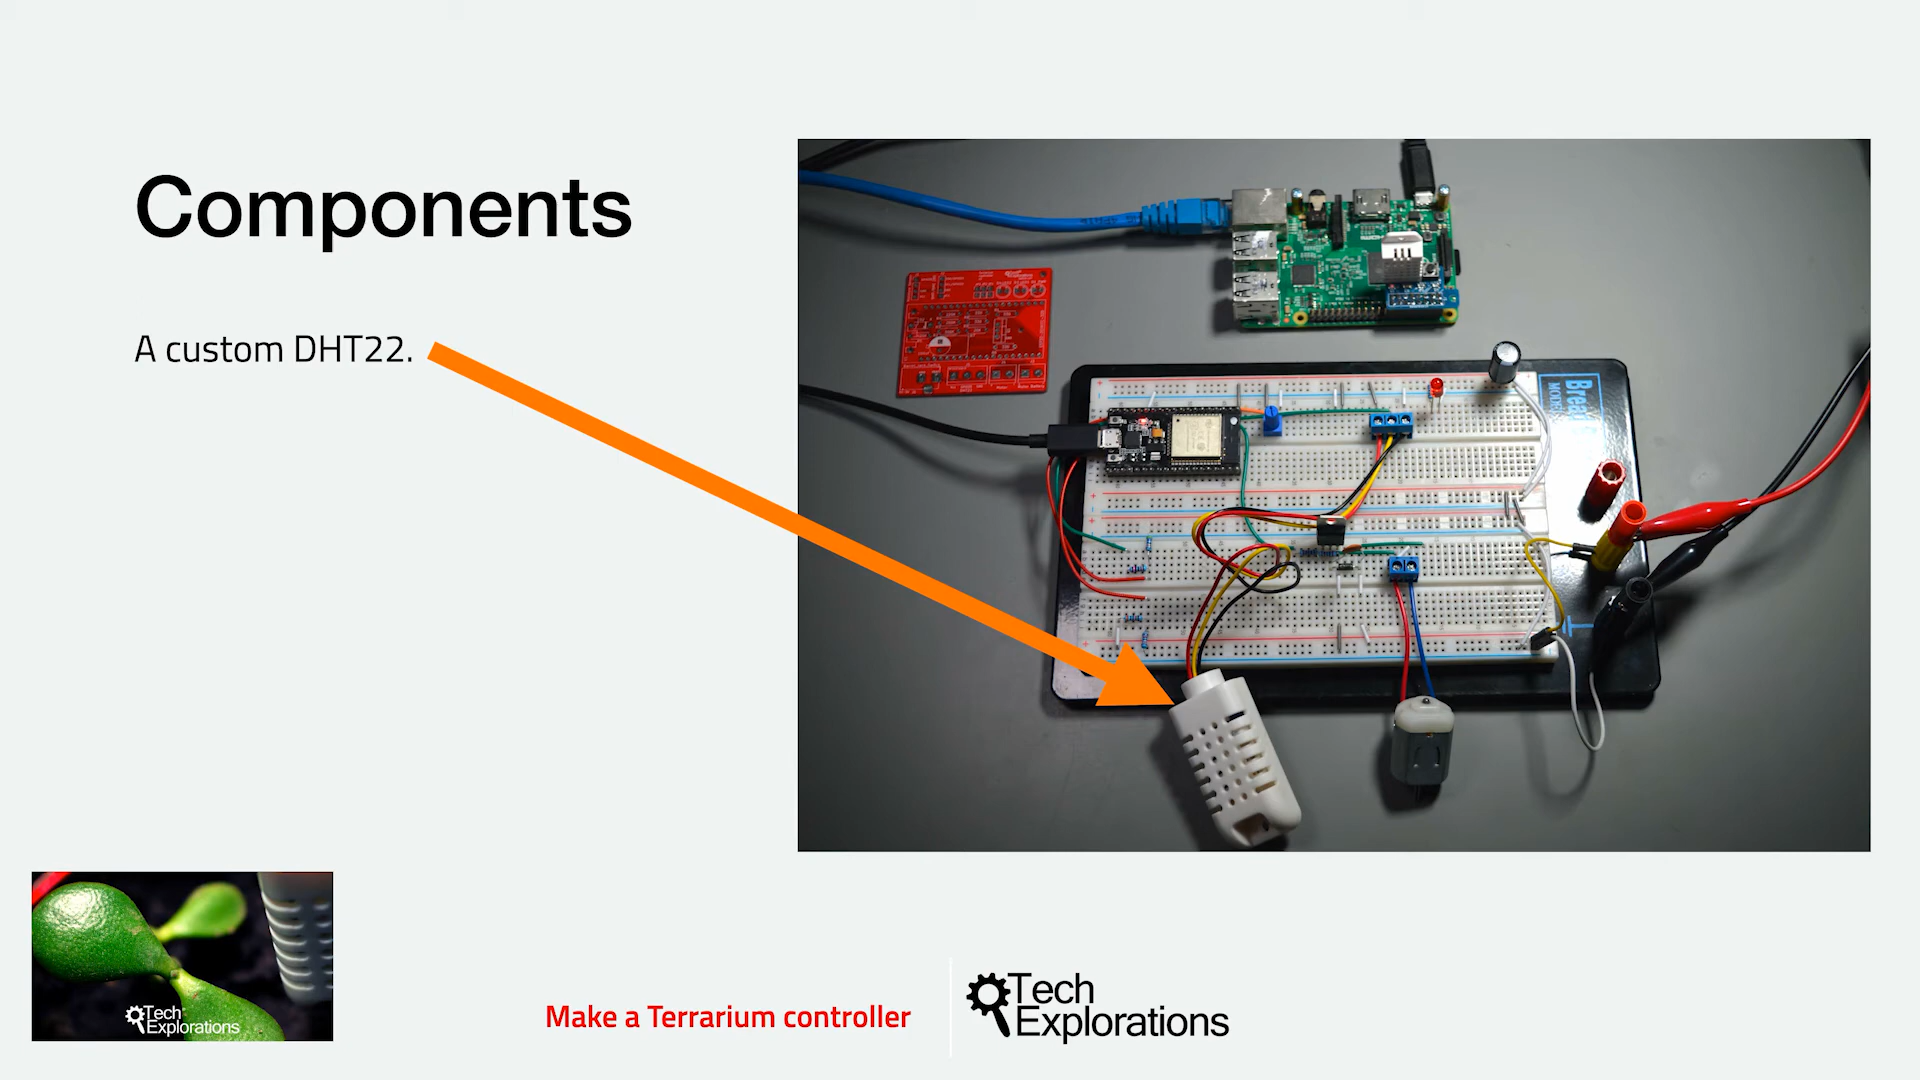 Components
A custom DHT22.
Tech
Explorations
Make a Terrarium controller
Tech
Explorations